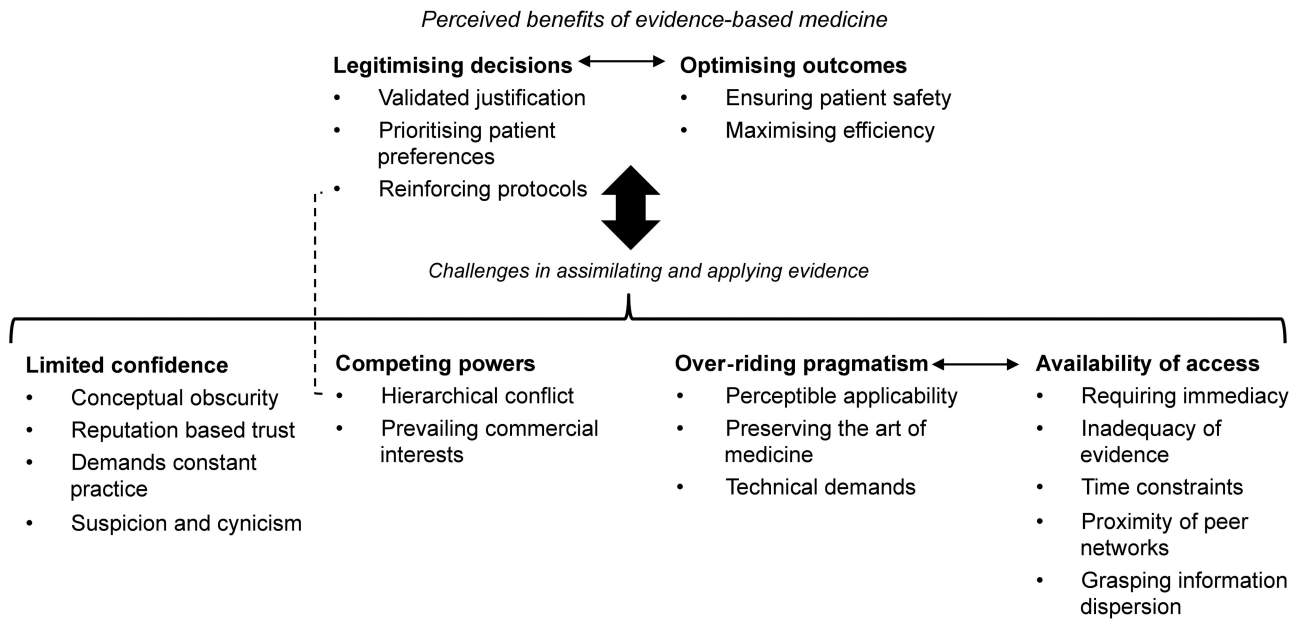 Perceived benefits of evidence-based medicine
Legitimising decisions
• Validated justification
• Prioritising patient
preferences
• Reinforcing protocols
Optimising outcomes
• Ensuring patient safety
• Maximising efficiency
Challenges in assimilating and applying evidence
Limited confidence
• Conceptual obscurity
• Reputation based trust
• Demands constant
practice
• Suspicion and cynicism
Competing powers
• Hierarchical conflict
• Prevailing commercial
interests
Over-riding pragmatism
• Perceptible applicability
• Preserving the art of
medicine
• Technical demands
Availability of access
• Requiring immediacy
• Inadequacy of
evidence
• Time constraints
• Proximity of peer
networks
• Grasping information
dispersion